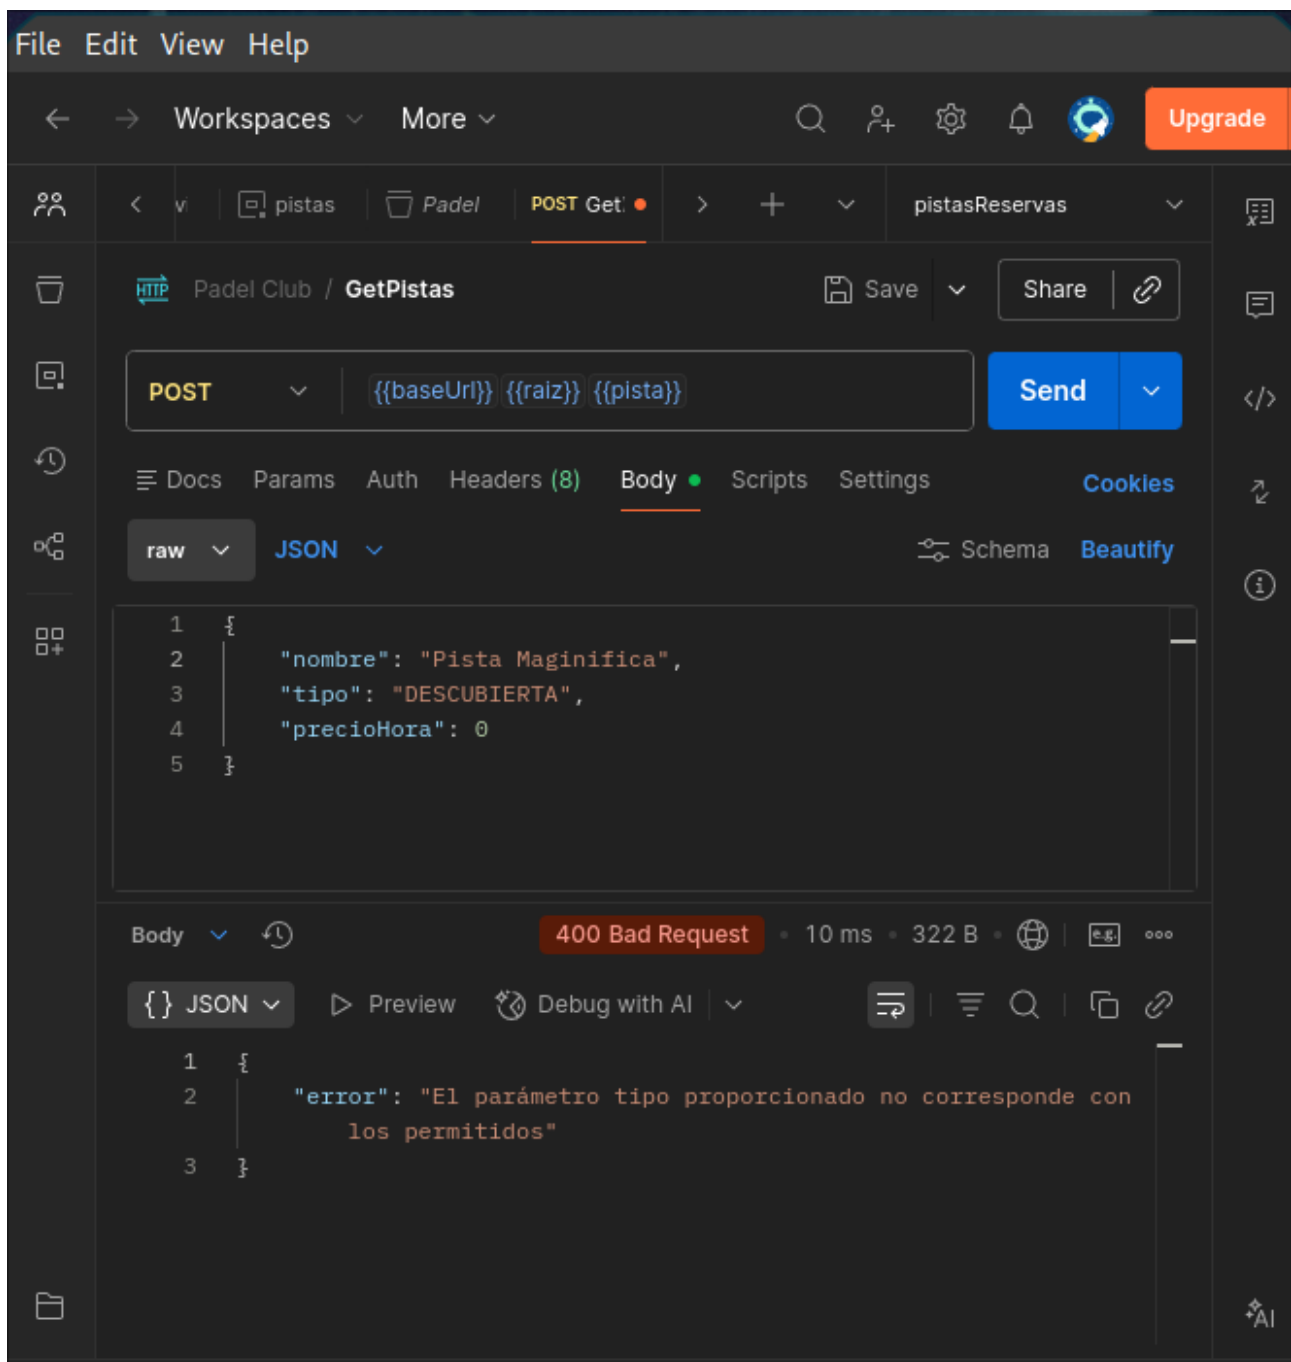 File Edit View Help
Workspaces More Upgrade
pistas Padel POST Get pistasReservas
HTTP Padel Club / GetPistas Save Share
POST {{baseUrl}} {{raiz}} {{pista}} Send
Docs Params Auth Headers (8) Body Scripts Settings Cookies
raw JSON Schema Beautify
1 {
2 "nombre": "Pista Maginifica",
3 "tipo": "DESCUBIERTA",
4 "precioHora": 0
5 }
Body 400 Bad Request • 10 ms • 322 B • e.g.
{} JSON Preview Debug with AI
1 {
2 "error": "El parámetro tipo proporcionado no corresponde con
los permitidos"
3 }
AI